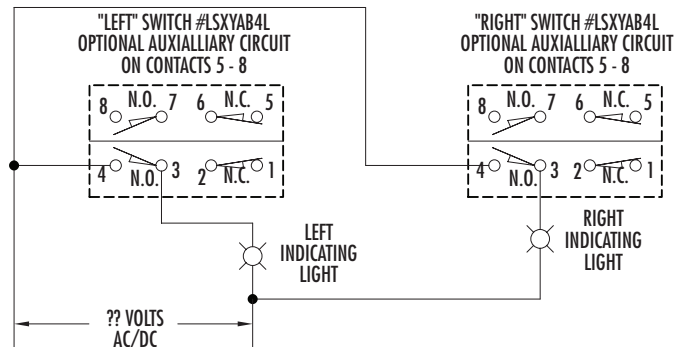 "LEFT" SWITCH #LSXYAB4L
OPTIONAL AUXIALLIARY CIRCUIT
ON CONTACTS 5 - 8
8 N.O. 7 6 N.C. 5
4 N.O. 3 2 N.C. 1
"RIGHT" SWITCH #LSXYAB4L
OPTIONAL AUXIALLIARY CIRCUIT
ON CONTACTS 5 - 8
8 N.O. 7 6 N.C. 5
4 N.O. 3 2 N.C. 1
LEFT
INDICATING
LIGHT
RIGHT
INDICATING
LIGHT
?? VOLTS
AC/DC